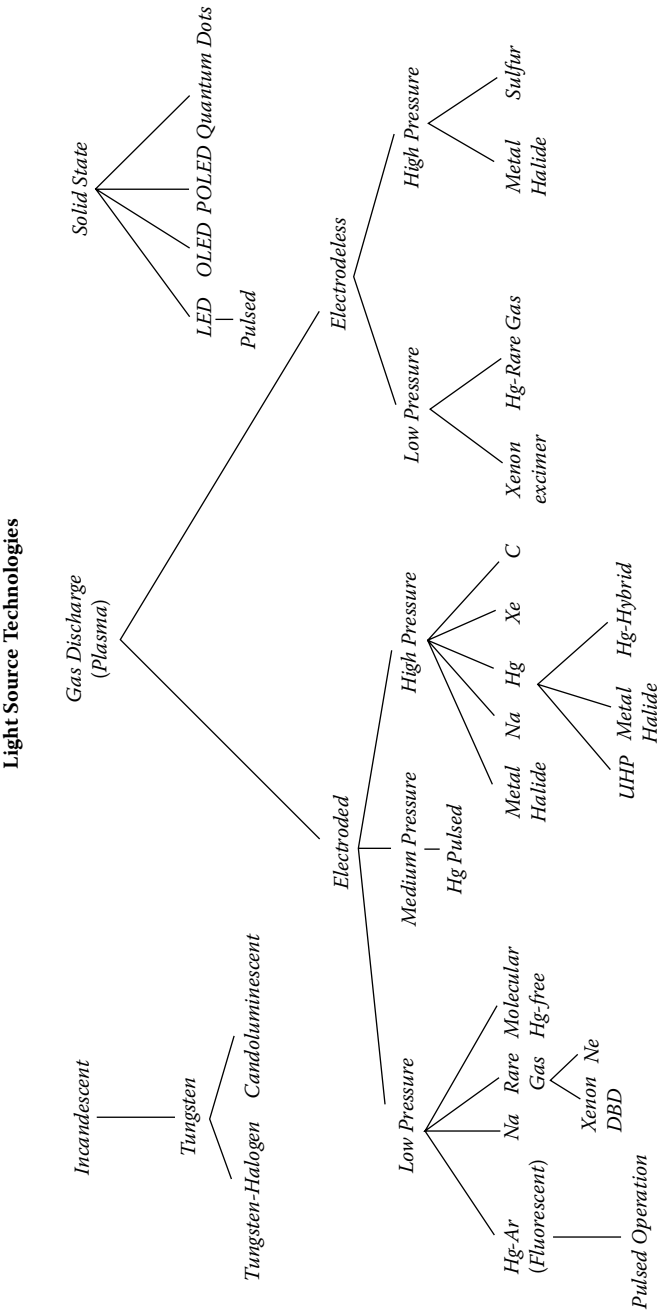 Light Source Technologies
Incandescent
Tungsten
Tungsten-Halogen
Candoluminescent
Gas Discharge
(Plasma)
Electroded
Low Pressure
Hg-Ar
(Fluorescent)
Pulsed Operation
Na
Rare
Gas
Xenon
DBD
Ne
Molecular
Hg-free
Medium Pressure
Hg Pulsed
High Pressure
Metal
Halide
Na
Hg
UHP
Metal
Halide
Hg-Hybrid
Xe
C
Electrodeless
Low Pressure
Xenon
excimer
Hg-Rare Gas
High Pressure
Metal
Halide
Sulfur
Solid State
LED
Pulsed
OLED
POLED
Quantum Dots